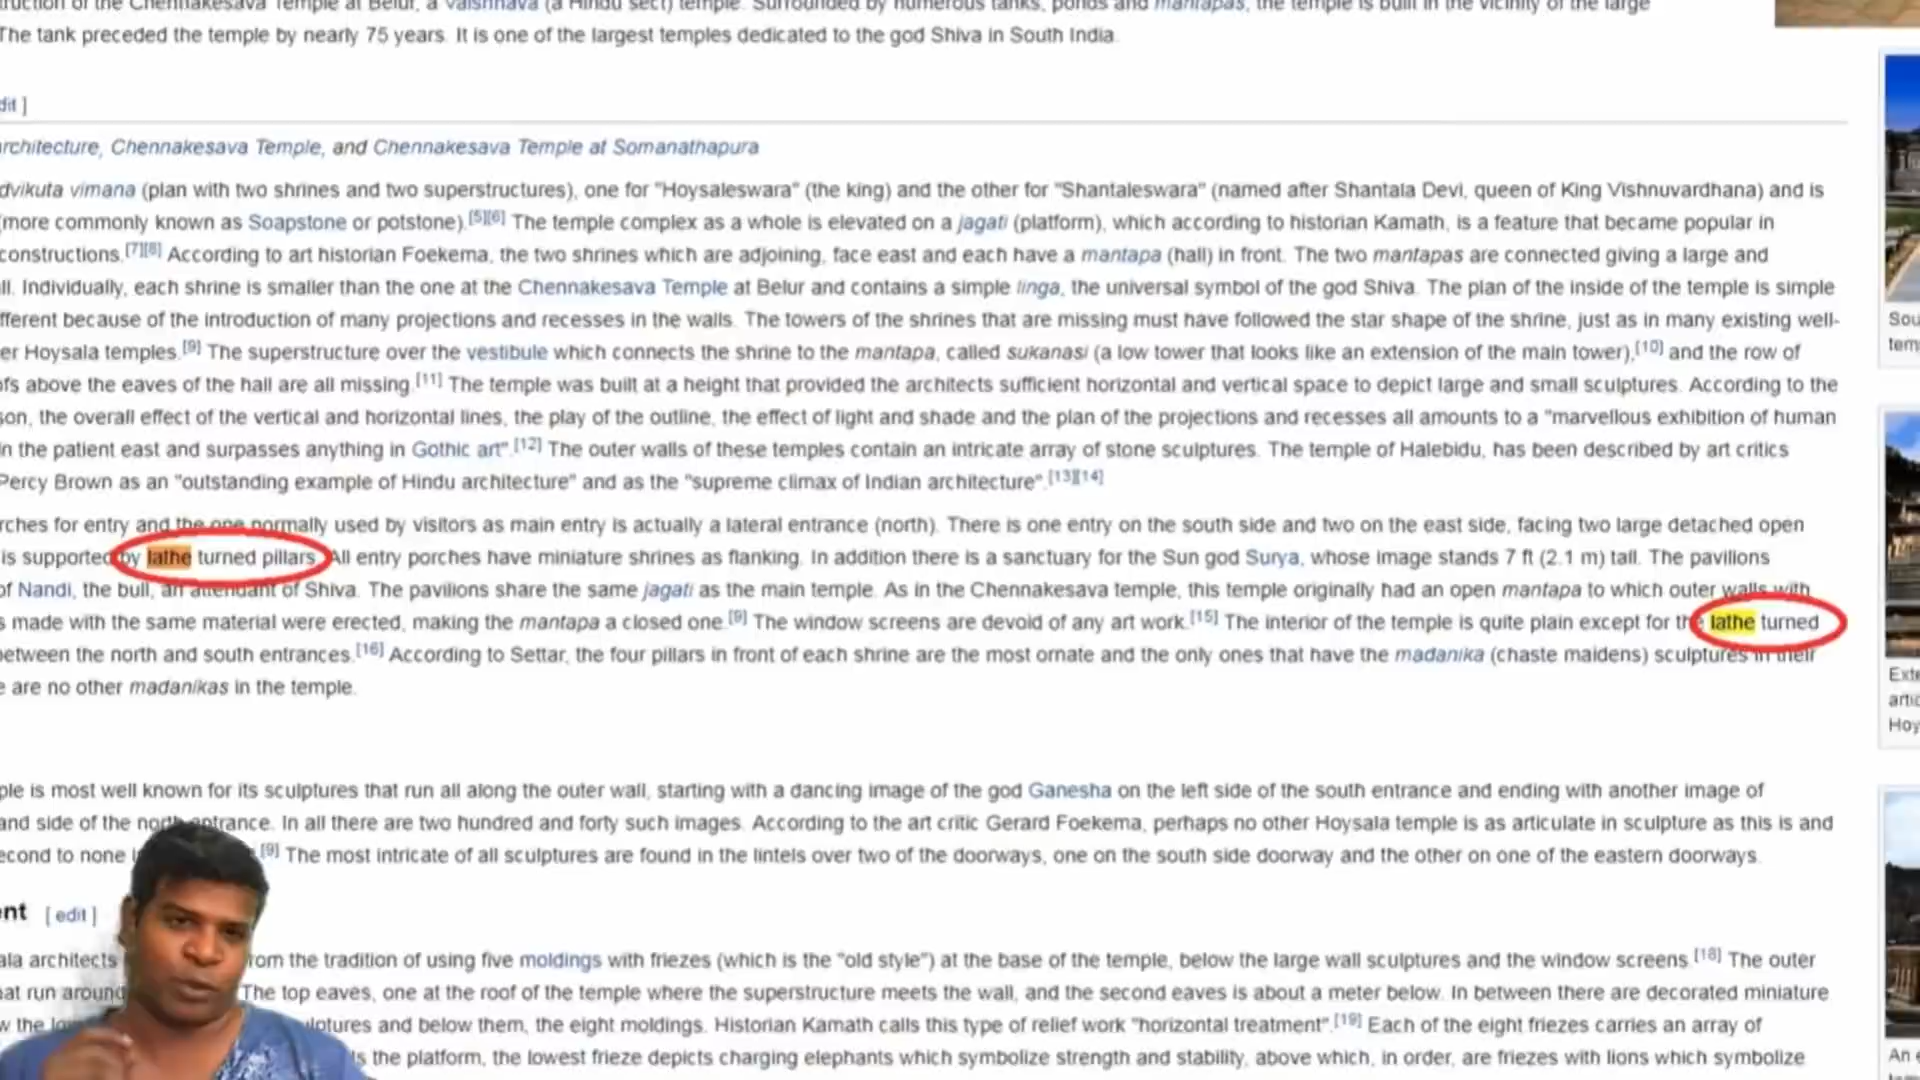 ruction of the Chennakesava Temple at Belur, a Vaishnava (a Hindu sect) temple. Surrounded by numerous tanks, ponds and mantapas, the temple is built in the vicinity of the large
The tank preceded the temple by nearly 75 years. It is one of the largest temples dedicated to the god Shiva in South India.
dit ]
rchitecture, Chennakesava Temple, and Chennakesava Temple at Somanathapura
dvikuta vimana (plan with two shrines and two superstructures), one for "Hoysaleswara" (the king) and the other for "Shantaleswara" (named after Shantala Devi, queen of King Vishnuvardhana) and is
(more commonly known as Soapstone or potstone).[5][6] The temple complex as a whole is elevated on a jagati (platform), which according to historian Kamath, is a feature that became popular in
constructions.[7][8] According to art historian Foekema, the two shrines which are adjoining, face east and each have a mantapa (hall) in front. The two mantapas are connected giving a large and
ll. Individually, each shrine is smaller than the one at the Chennakesava Temple at Belur and contains a simple linga, the universal symbol of the god Shiva. The plan of the inside of the temple is simple
fferent because of the introduction of many projections and recesses in the walls. The towers of the shrines that are missing must have followed the star shape of the shrine, just as in many existing well-
er Hoysala temples.[9] The superstructure over the vestibule which connects the shrine to the mantapa, called sukanasi (a low tower that looks like an extension of the main tower),[10] and the row of
ofs above the eaves of the hall are all missing.[11] The temple was built at a height that provided the architects sufficient horizontal and vertical space to depict large and small sculptures. According to the
son, the overall effect of the vertical and horizontal lines, the play of the outline, the effect of light and shade and the plan of the projections and recesses all amounts to a "marvellous exhibition of human
in the patient east and surpasses anything in Gothic art".[12] The outer walls of these temples contain an intricate array of stone sculptures. The temple of Halebidu, has been described by art critics
Percy Brown as an "outstanding example of Hindu architecture" and as the "supreme climax of Indian architecture".[13][14]
rches for entry and the one normally used by visitors as main entry is actually a lateral entrance (north). There is one entry on the south side and two on the east side, facing two large detached open
is supported by lathe turned pillars. All entry porches have miniature shrines as flanking. In addition there is a sanctuary for the Sun god Surya, whose image stands 7 ft (2.1 m) tall. The pavilions
of Nandi, the bull, an attendant of Shiva. The pavilions share the same jagati as the main temple. As in the Chennakesava temple, this temple originally had an open mantapa to which outer walls with
s made with the same material were erected, making the mantapa a closed one.[9] The window screens are devoid of any art work.[15] The interior of the temple is quite plain except for the lathe turned
between the north and south entrances.[16] According to Settar, the four pillars in front of each shrine are the most ornate and the only ones that have the madanika (chaste maidens) sculptures in their
e are no other madanikas in the temple.
ple is most well known for its sculptures that run all along the outer wall, starting with a dancing image of the god Ganesha on the left side of the south entrance and ending with another image of
and side of the north entrance. In all there are two hundred and forty such images. According to the art critic Gerard Foekema, perhaps no other Hoysala temple is as articulate in sculpture as this is and
econd to none [9] The most intricate of all sculptures are found in the lintels over two of the doorways, one on the south side doorway and the other on one of the eastern doorways.
nt [edit]
ala architects from the tradition of using five moldings with friezes (which is the "old style") at the base of the temple, below the large wall sculptures and the window screens.[18] The outer
hat run around The top eaves, one at the roof of the temple where the superstructure meets the wall, and the second eaves is about a meter below. In between there are decorated miniature
w the sculptures and below them, the eight moldings. Historian Kamath calls this type of relief work "horizontal treatment".[19] Each of the eight friezes carries an array of
s the platform, the lowest frieze depicts charging elephants which symbolize strength and stability, above which, in order, are friezes with lions which symbolize
Sou
tem
Exte
artic
Hoy
An e